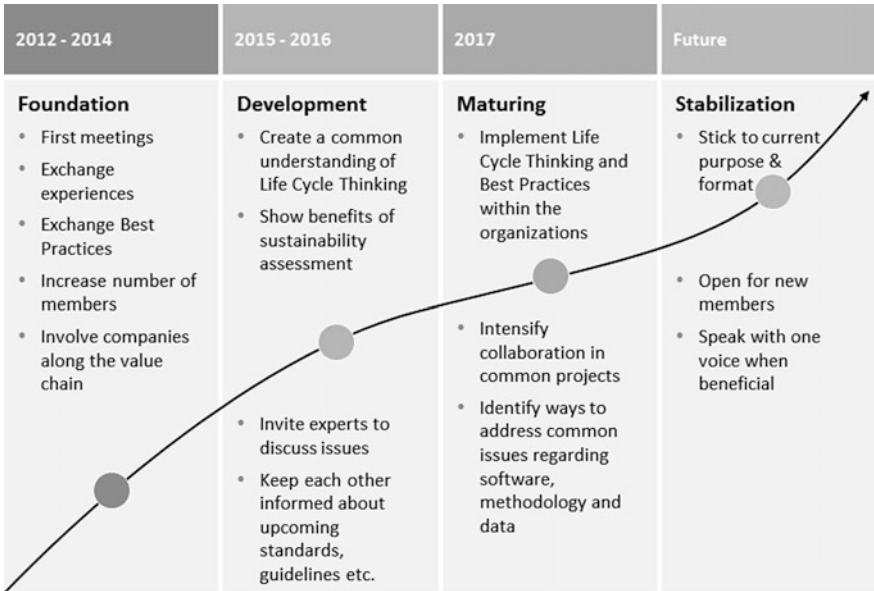 2012 - 2014
Foundation
• First meetings
• Exchange
experiences
• Exchange Best
Practices
• Increase number of
members
• Involve companies
along the value
chain
2015 - 2016
Development
• Create a common
understanding of
Life Cycle Thinking
• Show benefits of
sustainability
assessment
• Invite experts to
discuss issues
• Keep each other
informed about
upcoming
standards,
guidelines etc.
2017
Maturing
• Implement Life
Cycle Thinking and
Best Practices
within the
organizations
• Intensify
collaboration in
common projects
• Identify ways to
address common
issues regarding
software,
methodology and
data
Future
Stabilization
• Stick to current
purpose &
format
• Open for new
members
• Speak with one
voice when
beneficial